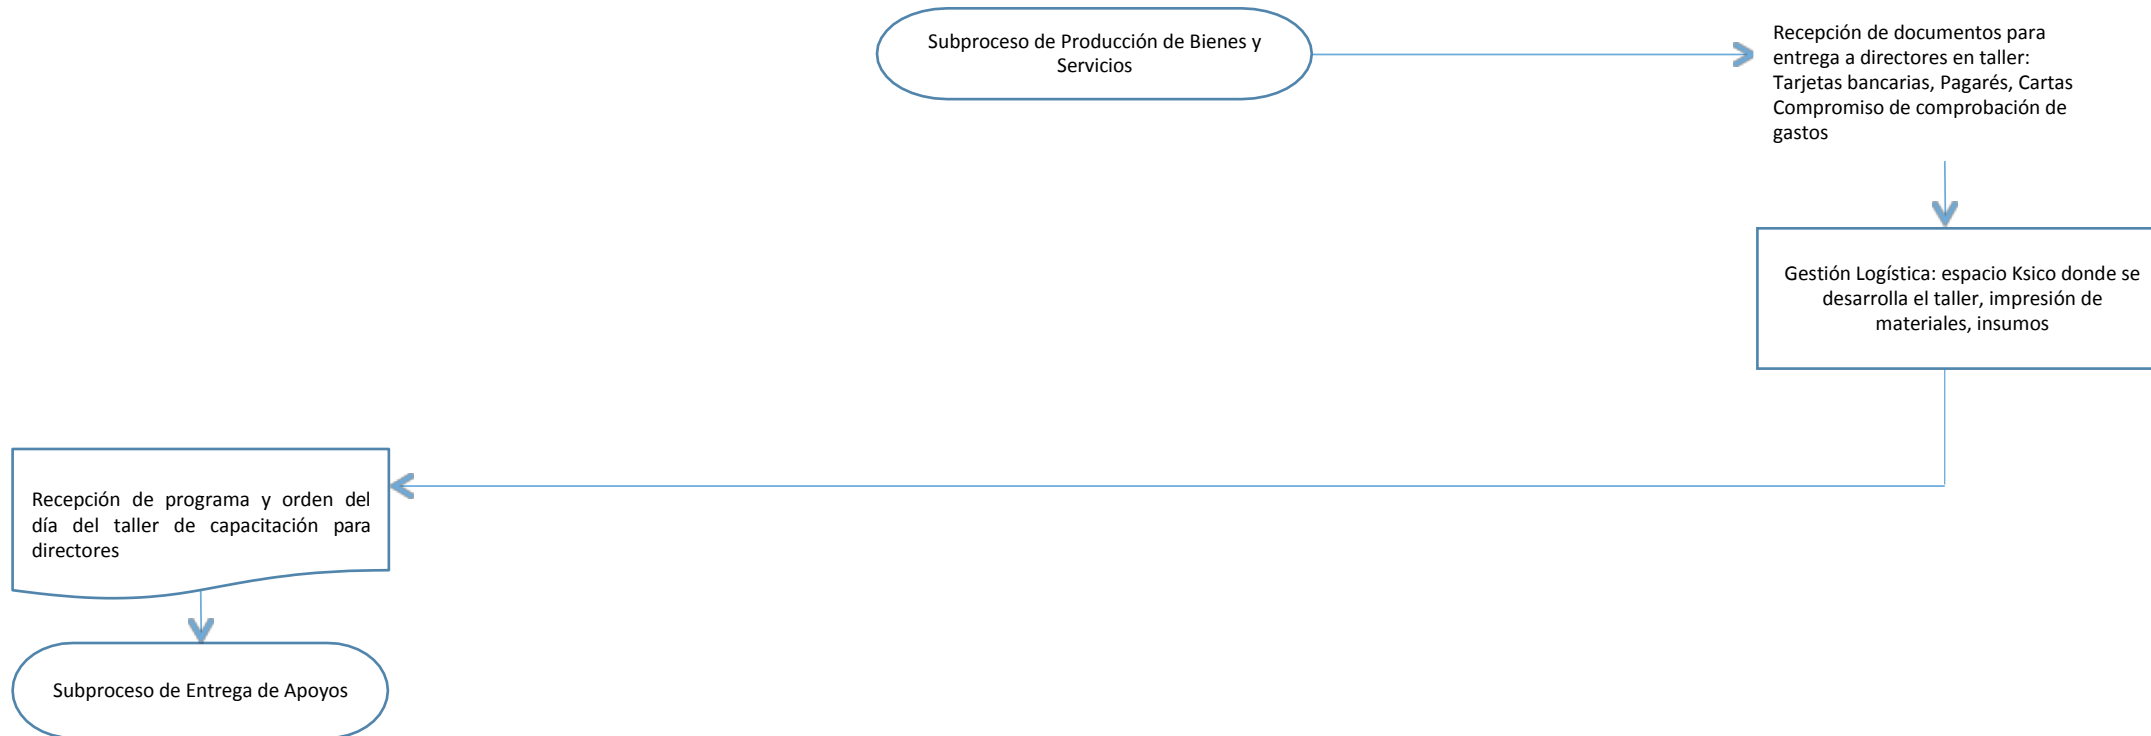 Subproceso de Producción de Bienes y
Servicios
Recepción de documentos para
entrega a directores en taller:
Tarjetas bancarias, Pagarés, Cartas
Compromiso de comprobación de
gastos
Gestión Logística: espacio Ksico donde se
desarrolla el taller, impresión de
materiales, insumos
Recepción de programa y orden del
día del taller de capacitación para
directores
Subproceso de Entrega de Apoyos